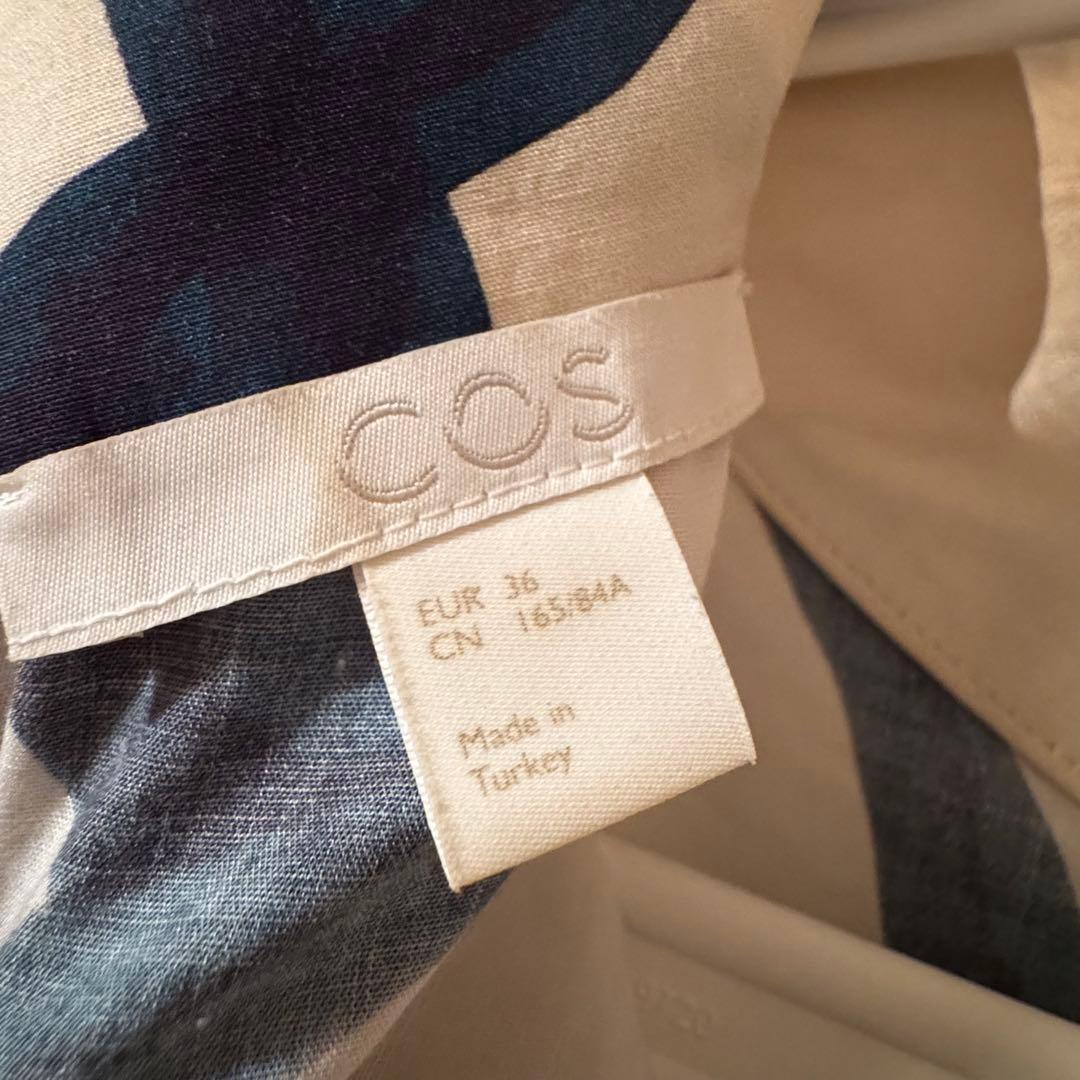 COS
EUR 36
CN 165/84A
Made in
Turkey